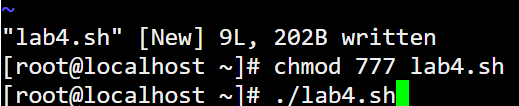 ~
"lab4.sh" [New] 9L, 202B written
[root@localhost ~]# chmod 777 lab4.sh
[root@localhost ~]# ./lab4.sh